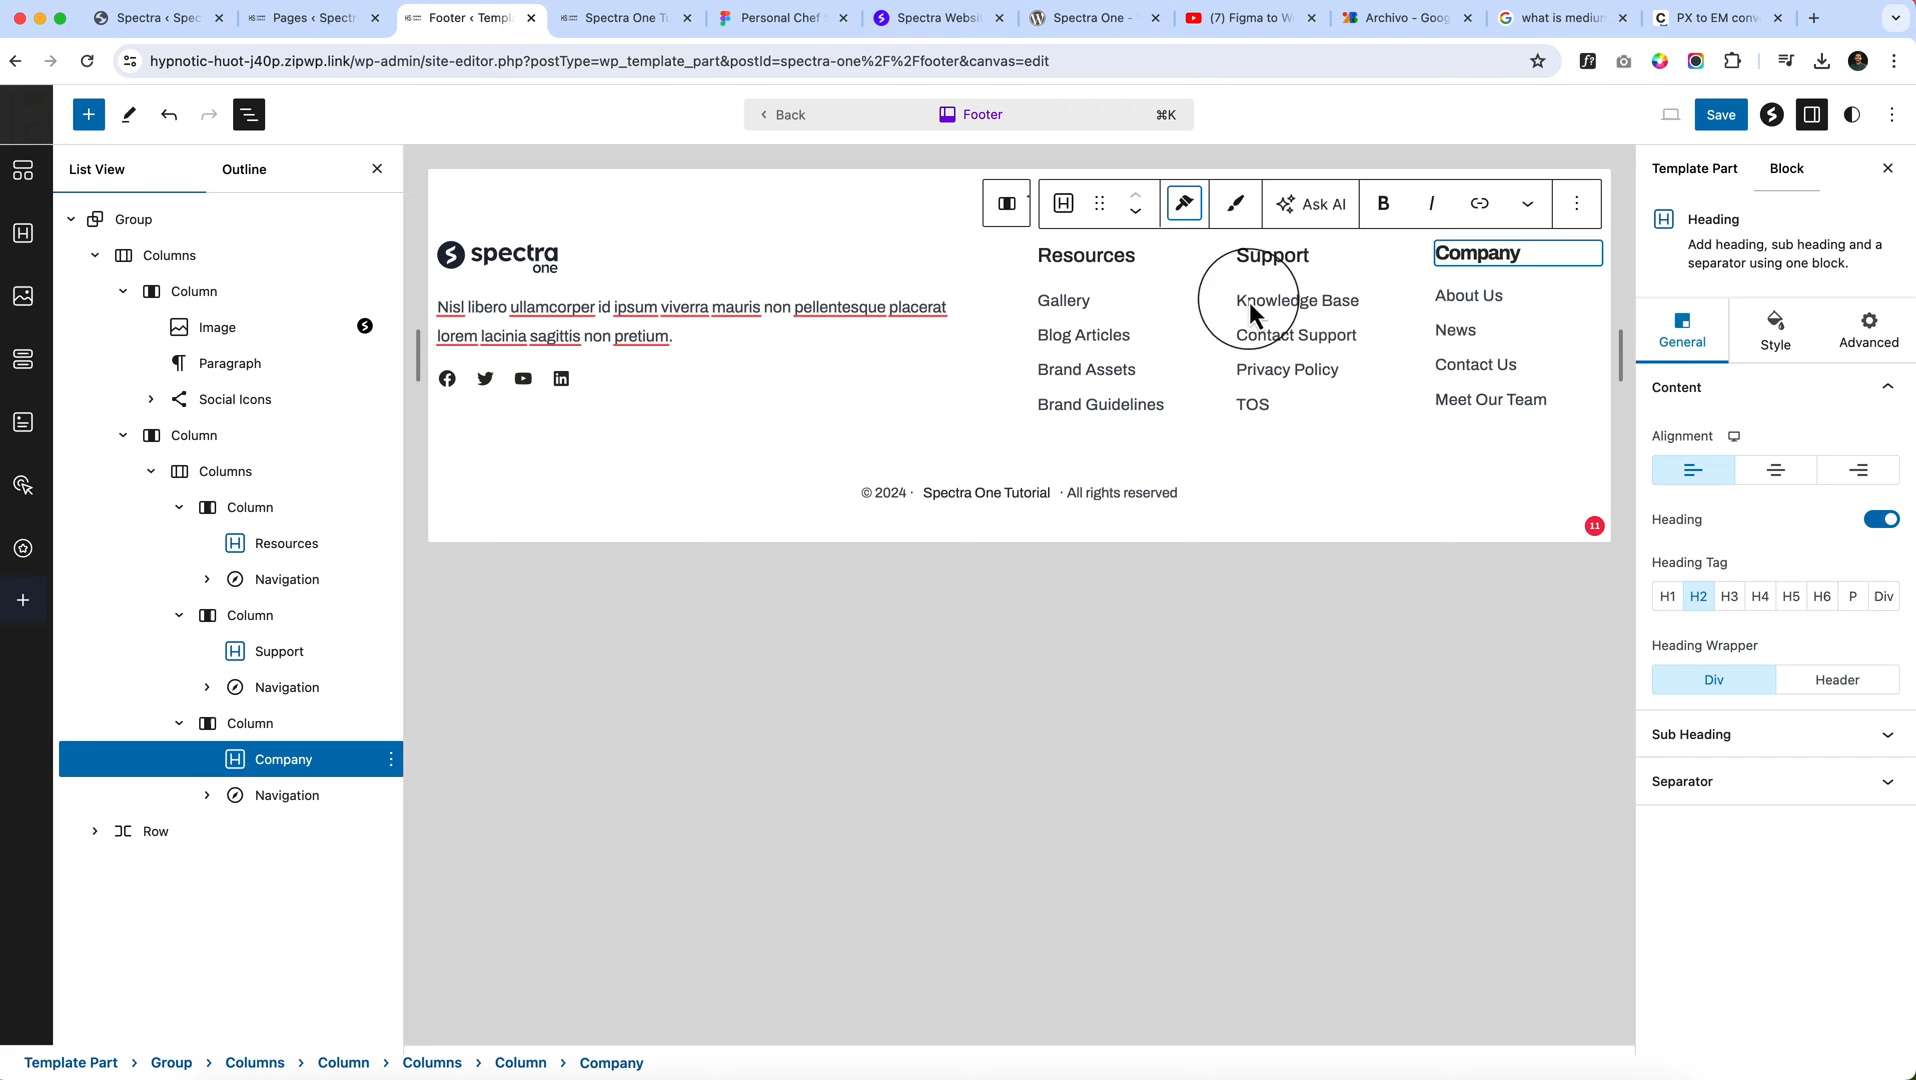 Spectra ‹ Spec
Pages ‹ Spectr
Footer ‹ Templ
Spectra One Tu
Personal Chef
Spectra Websit
Spectra One -
(7) Figma to W
Archivo - Goog
what is medium
PX to EM conv
hypnotic-huot-j40p.zipwp.link/wp-admin/site-editor.php?postType=wp_template_part&postId=spectra-one%2F%2Ffooter&canvas=edit
Back
Footer
⌘K
Save
List View
Outline
Group
Columns
Column
Image
Paragraph
Social Icons
Column
Columns
Column
Resources
Navigation
Column
Support
Navigation
Column
Company
Navigation
Row
Ask AI
B
I
spectra
one
Nisl libero ullamcorper id ipsum viverra mauris non pellentesque placerat
lorem lacinia sagittis non pretium.
Resources
Gallery
Blog Articles
Brand Assets
Brand Guidelines
Support
Knowledge Base
Contact Support
Privacy Policy
TOS
Company
About Us
News
Contact Us
Meet Our Team
© 2024 · Spectra One Tutorial · All rights reserved
11
Template Part
Block
Heading
Add heading, sub heading and a
separator using one block.
General
Style
Advanced
Content
Alignment
Heading
Heading Tag
H1 H2 H3 H4 H5 H6 P Div
Heading Wrapper
Div
Header
Sub Heading
Separator
Template Part › Group › Columns › Column › Columns › Column › Company